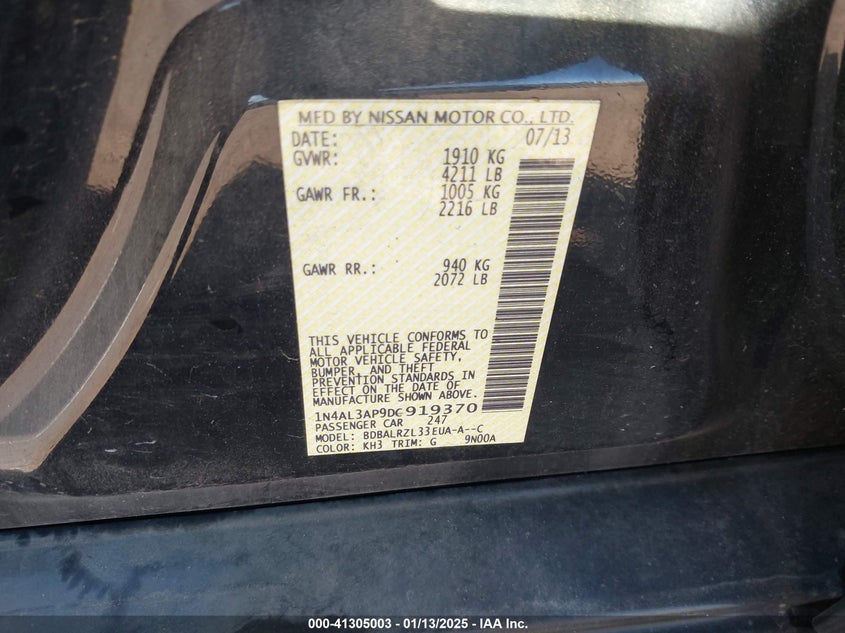 MFD BY NISSAN MOTOR CO., LTD.
DATE: 07/13
GVWR: 1910 KG
4211 LB
GAWR FR.: 1005 KG
2216 LB
GAWR RR.: 940 KG
2072 LB
THIS VEHICLE CONFORMS TO
ALL APPLICABLE FEDERAL
MOTOR VEHICLE SAFETY,
BUMPER, AND THEFT
PREVENTION STANDARDS IN
EFFECT ON THE DATE OF
MANUFACTURE SHOWN ABOVE.
1N4AL3AP9DC919370
PASSENGER CAR 247
MODEL: BDBALRZL33EUA-A--C
COLOR: KH3 TRIM: G 9N00A
000-41305003 — 01/13/2025 — IAA Inc.